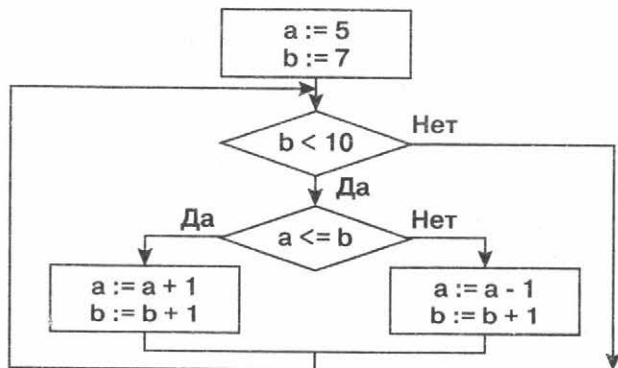 a := 5
b := 7
b < 10
Нет
Да
Да
a <= b
Нет
a := a + 1
b := b + 1
a := a - 1
b := b + 1